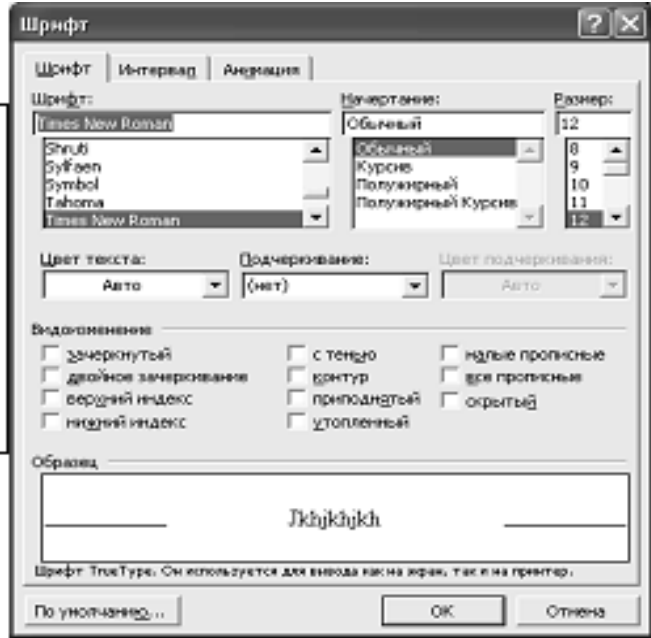 Шрифт
Шрифт Интервал Анимация
Шрифт: Начертание: Размер:
Times New Roman Обычный 12
Shruti Обычный 8
Sylfaen Курсив 9
Symbol Полужирный 10
Tahoma Полужирный Курсив 11
Times New Roman 12
Цвет текста: Подчеркивание: Цвет подчеркивания:
Авто (нет) Авто
Видоизменение
зачеркнутый с тенью малые прописные
двойное зачеркивание контур все прописные
верхний индекс приподнятый скрытый
нижний индекс утопленный
Образец
Jkhjkhjkh
Шрифт TrueType. Он используется для вывода как на экран, так и на принтер.
По умолчанию... ОК Отмена